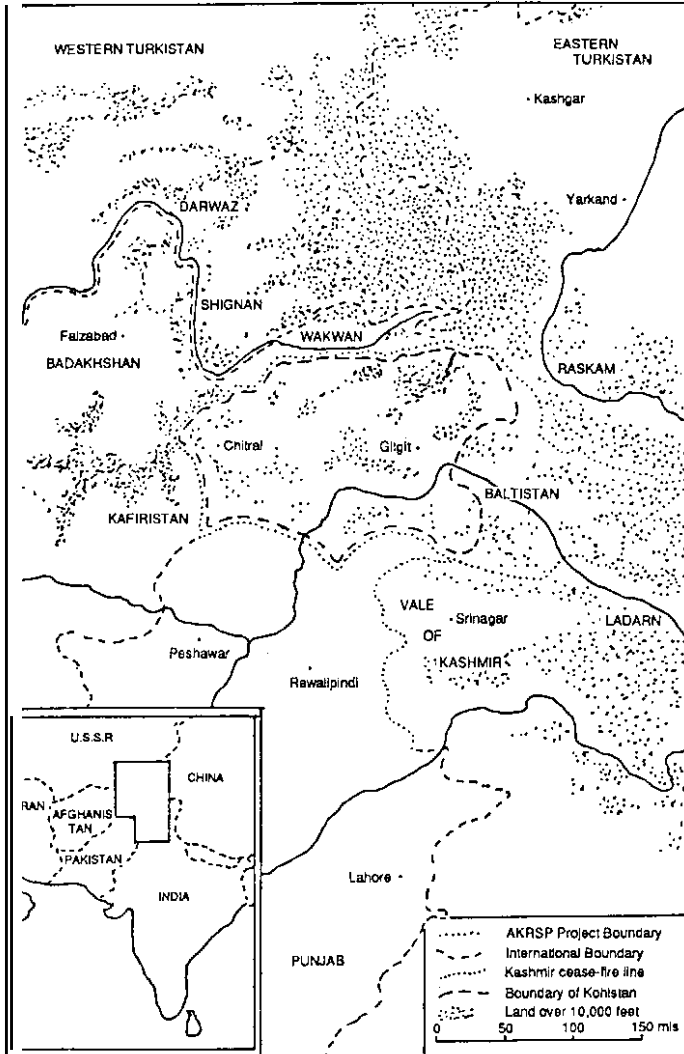 WESTERN TURKISTAN
EASTERN
TURKISTAN
Kashgar
Yarkand
DARWAZ
SHIGNAN
WAKWAN
Faizabad
BADAKHSHAN
RASKAM
Chitral
Gilgit
BALTISTAN
KAFIRISTAN
VALE
OF
KASHMIR
Srinagar
LADARN
Peshawar
Rawalipindi
U.S.S.R
CHINA
RAN
AFGHANIS
TAN
PAKISTAN
INDIA
Lahore
PUNJAB
AKRSP Project Boundary
International Boundary
Kashmir cease-fire line
Boundary of Kohistan
Land over 10,000 feet
0 50 100 150 mls